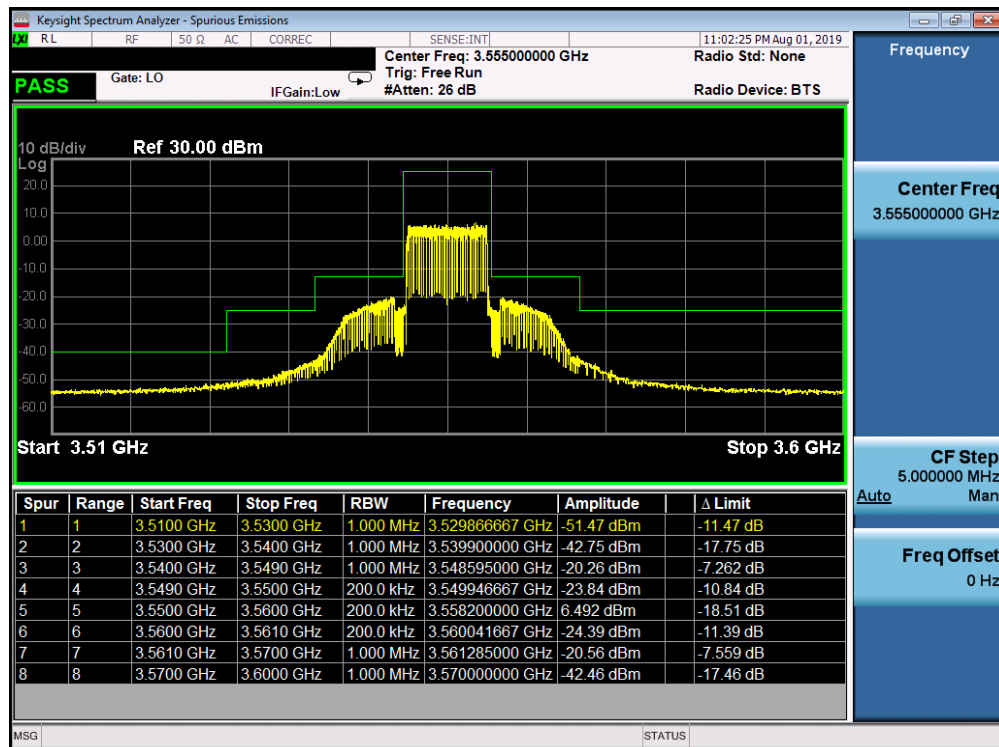 Keysight Spectrum Analyzer - Spurious Emissions
LXI RL RF 50 Ω AC CORREC SENSE:INT 11:02:25 PM Aug 01, 2019
Center Freq: 3.555000000 GHz Radio Std: None
PASS Gate: LO Trig: Free Run
IFGain:Low #Atten: 26 dB Radio Device: BTS
10 dB/div Ref 30.00 dBm
Log
20.0
10.0
0.00
-10.0
-20.0
-30.0
-40.0
-50.0
-60.0
Start 3.51 GHz Stop 3.6 GHz
Spur Range Start Freq Stop Freq RBW Frequency Amplitude Δ Limit
1 1 3.5100 GHz 3.5300 GHz 1.000 MHz 3.529866667 GHz -51.47 dBm -11.47 dB
2 2 3.5300 GHz 3.5400 GHz 1.000 MHz 3.539900000 GHz -42.75 dBm -17.75 dB
3 3 3.5400 GHz 3.5490 GHz 1.000 MHz 3.548595000 GHz -20.26 dBm -7.262 dB
4 4 3.5490 GHz 3.5500 GHz 200.0 kHz 3.549946667 GHz -23.84 dBm -10.84 dB
5 5 3.5500 GHz 3.5600 GHz 200.0 kHz 3.558200000 GHz 6.492 dBm -18.51 dB
6 6 3.5600 GHz 3.5610 GHz 200.0 kHz 3.560041667 GHz -24.39 dBm -11.39 dB
7 7 3.5610 GHz 3.5700 GHz 1.000 MHz 3.561285000 GHz -20.56 dBm -7.559 dB
8 8 3.5700 GHz 3.6000 GHz 1.000 MHz 3.570000000 GHz -42.46 dBm -17.46 dB
MSG STATUS
Frequency
Center Freq
3.555000000 GHz
CF Step
5.000000 MHz
Auto Man
Freq Offset
0 Hz